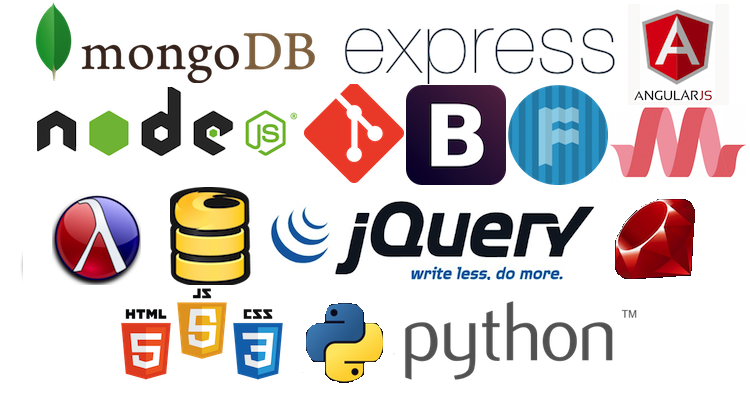 mongoDB express A ANGULARJS
node JS ® B F
λ jQuery write less, do more.
HTML 5 JS 5 CSS 3 python ™